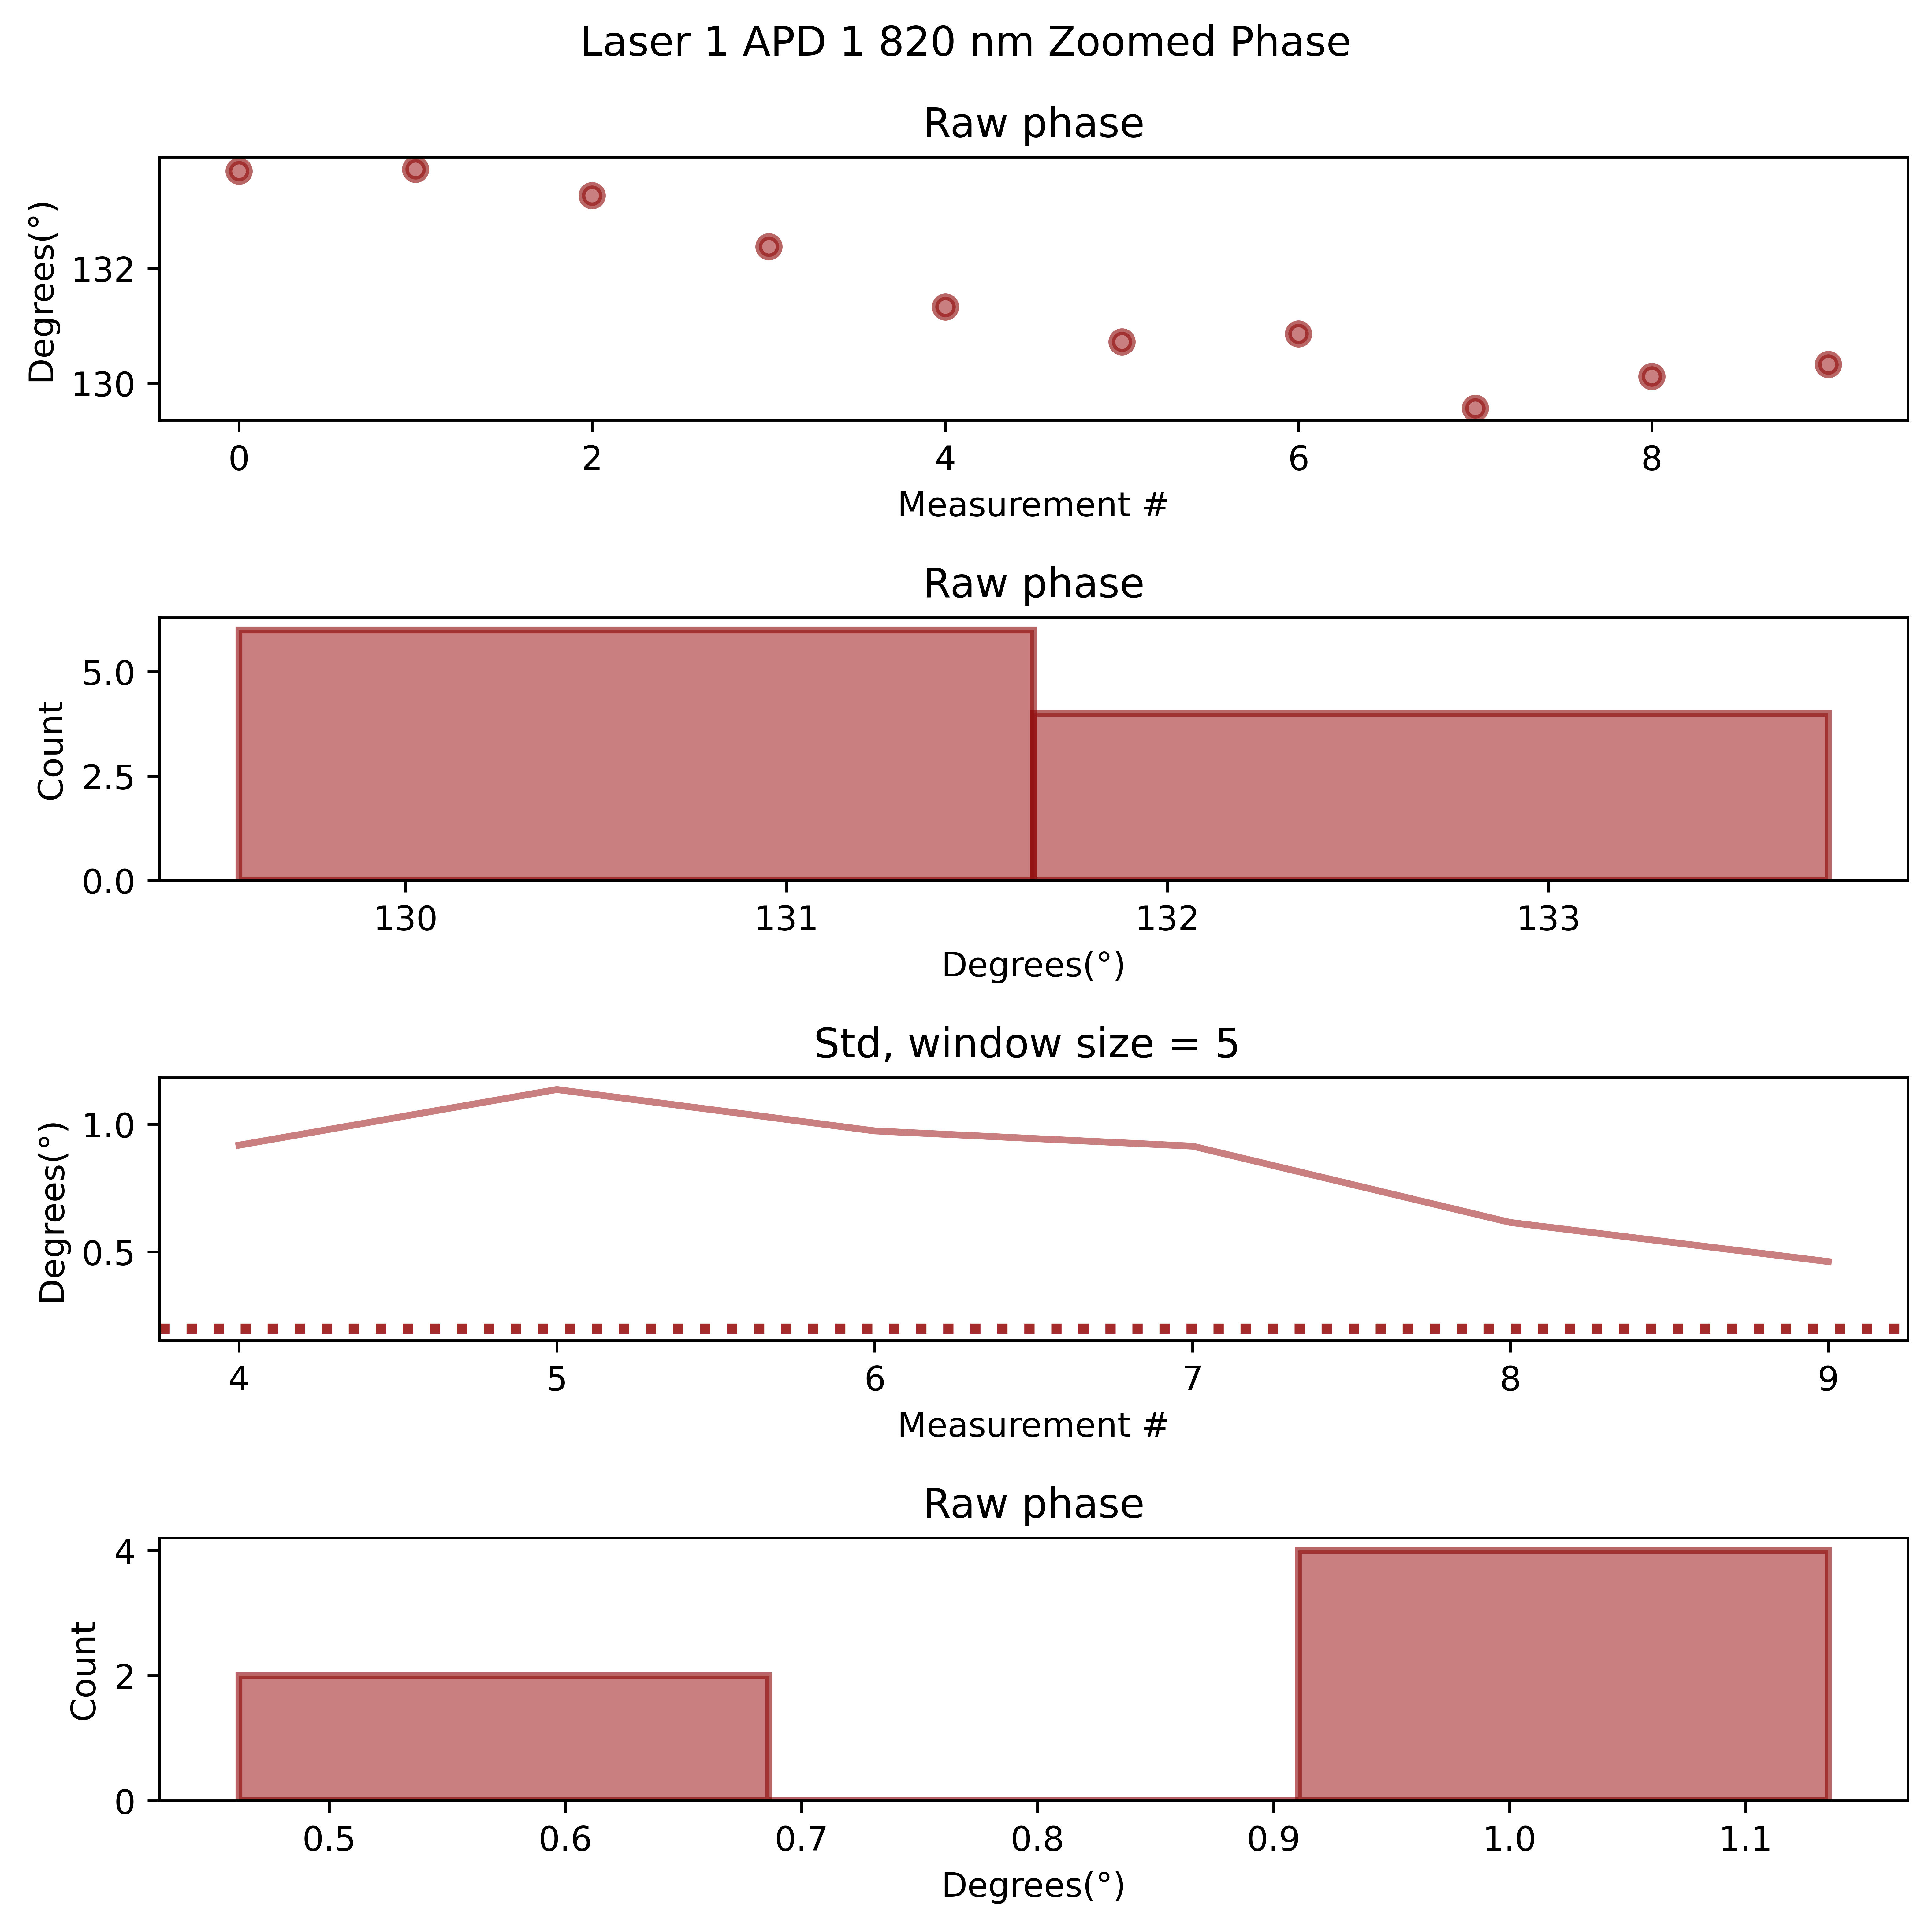 Laser 1 APD 1 820 nm Zoomed Phase
Raw phase
Degrees(°)
132
130
0 2 4 6 8
Measurement #
Raw phase
Count
5.0
2.5
0.0
130 131 132 133
Degrees(°)
Std, window size = 5
Degrees(°)
1.0
0.5
4 5 6 7 8 9
Measurement #
Raw phase
Count
4
2
0
0.5 0.6 0.7 0.8 0.9 1.0 1.1
Degrees(°)